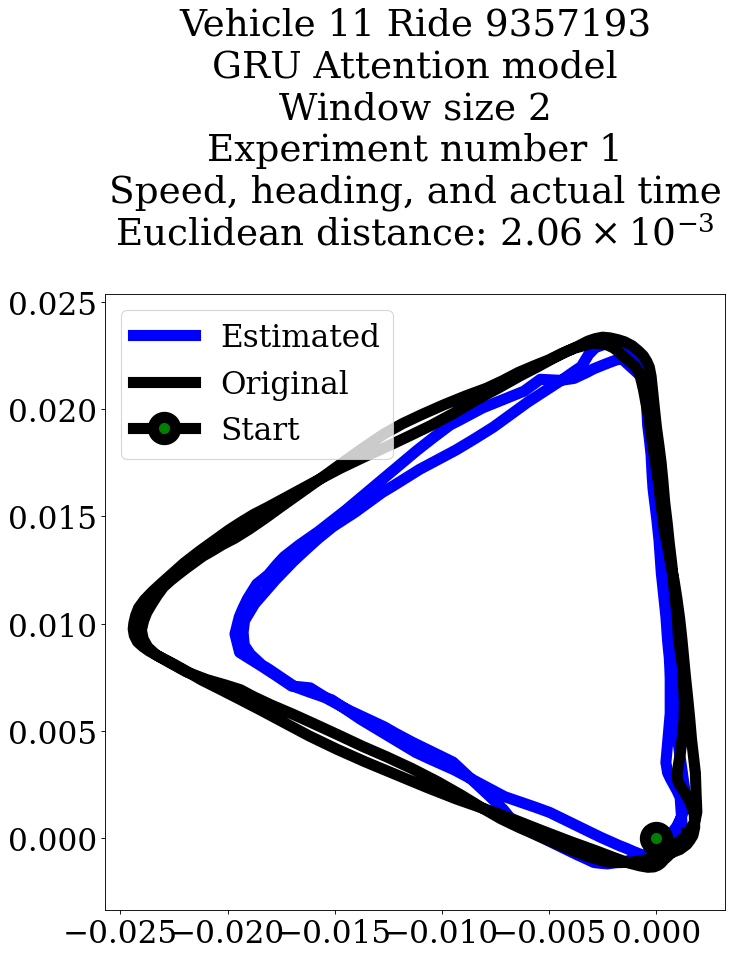 Vehicle 11 Ride 9357193
GRU Attention model
Window size 2
Experiment number 1
Speed, heading, and actual time
Euclidean distance: 2.06 × 10⁻³
Estimated
Original
Start
0.025
0.020
0.015
0.010
0.005
0.000
−0.025 −0.020 −0.015 −0.010 −0.005 0.000